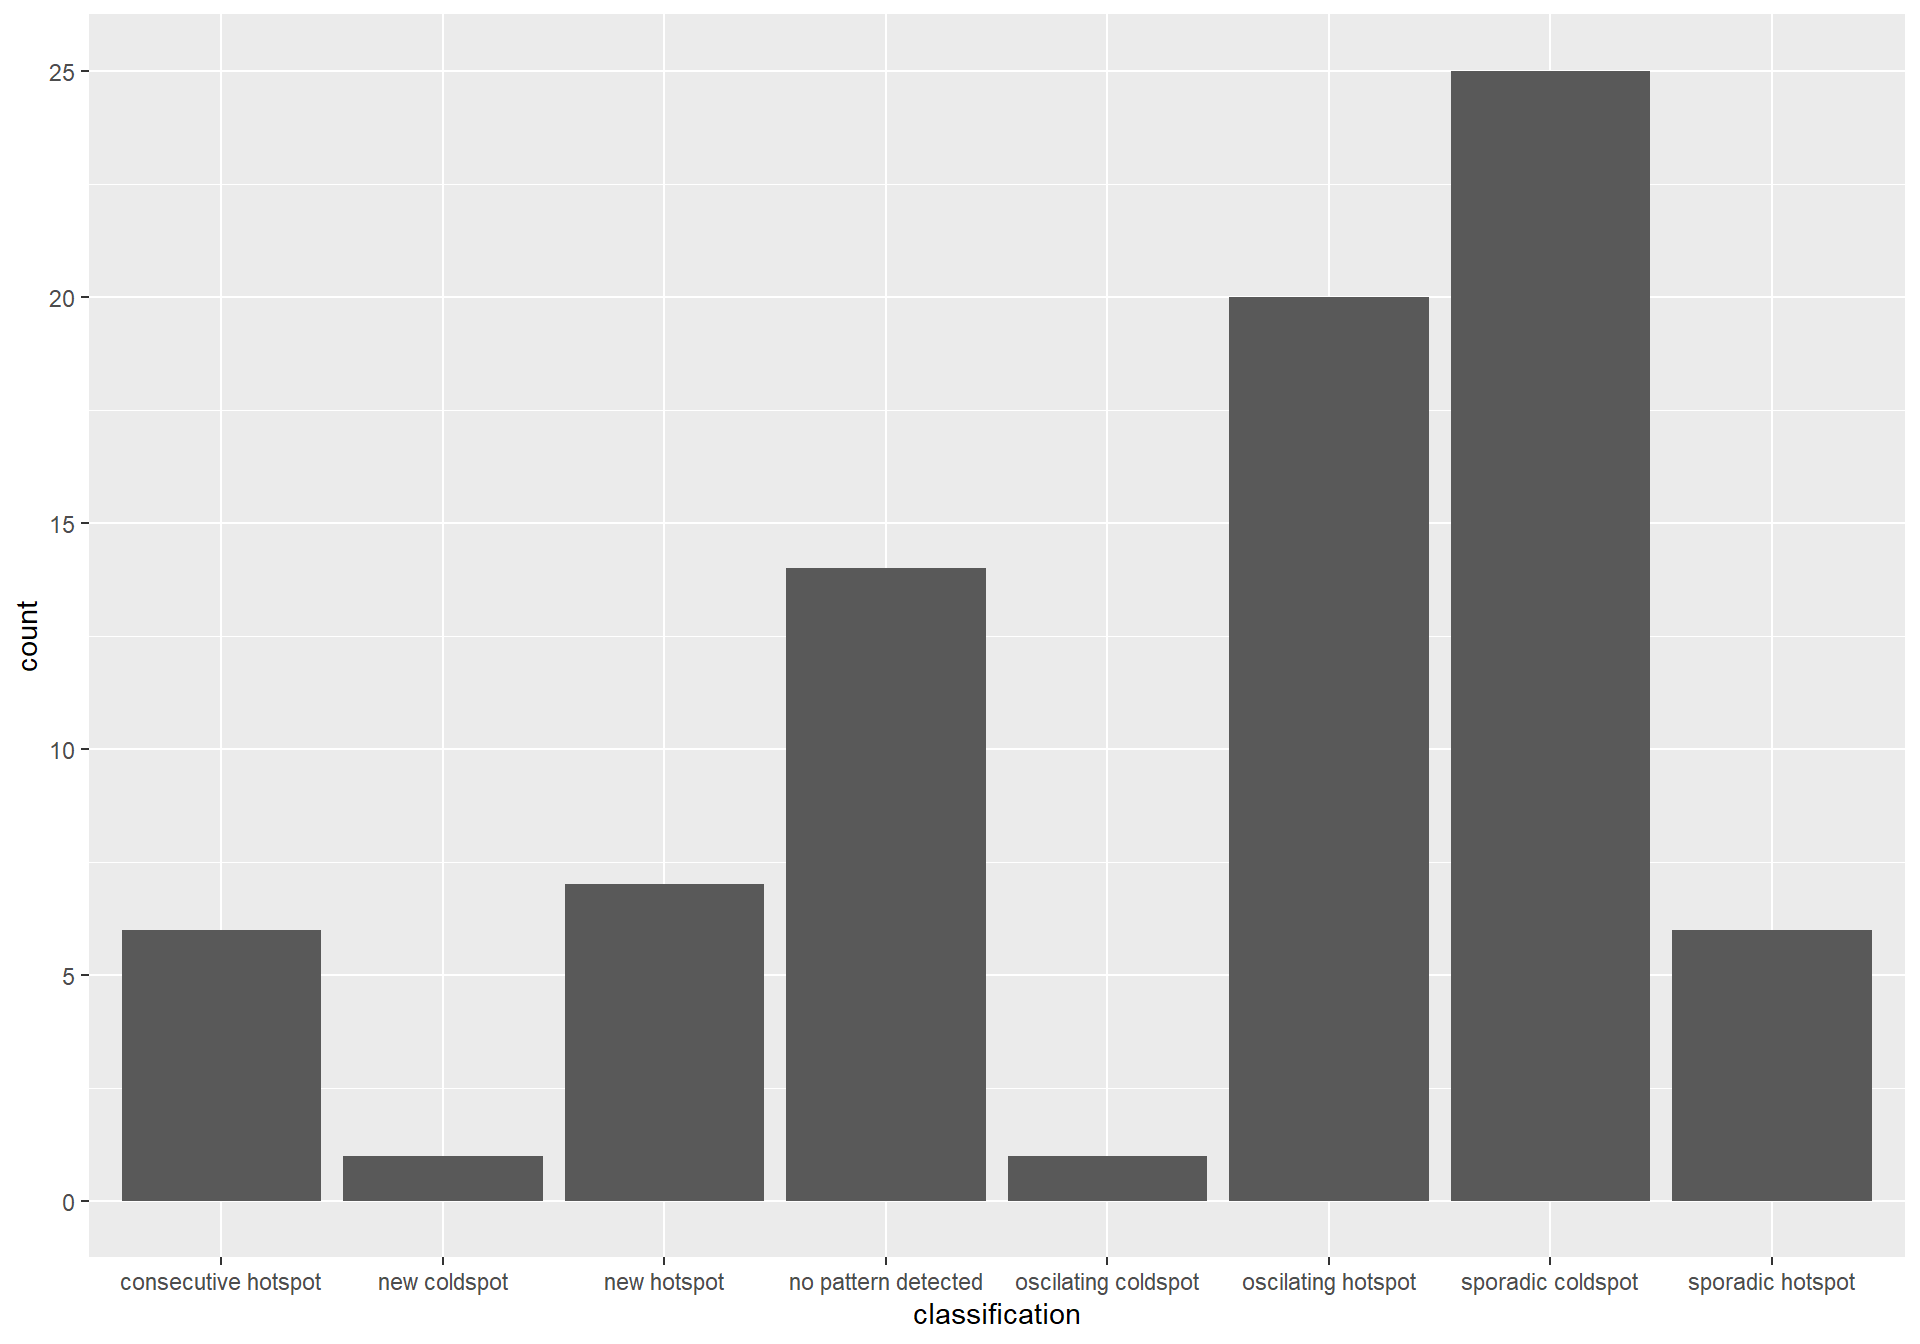 25
20
15
10
5
0
count
consecutive hotspot new coldspot new hotspot no pattern detected oscilating coldspot oscilating hotspot sporadic coldspot sporadic hotspot
classification